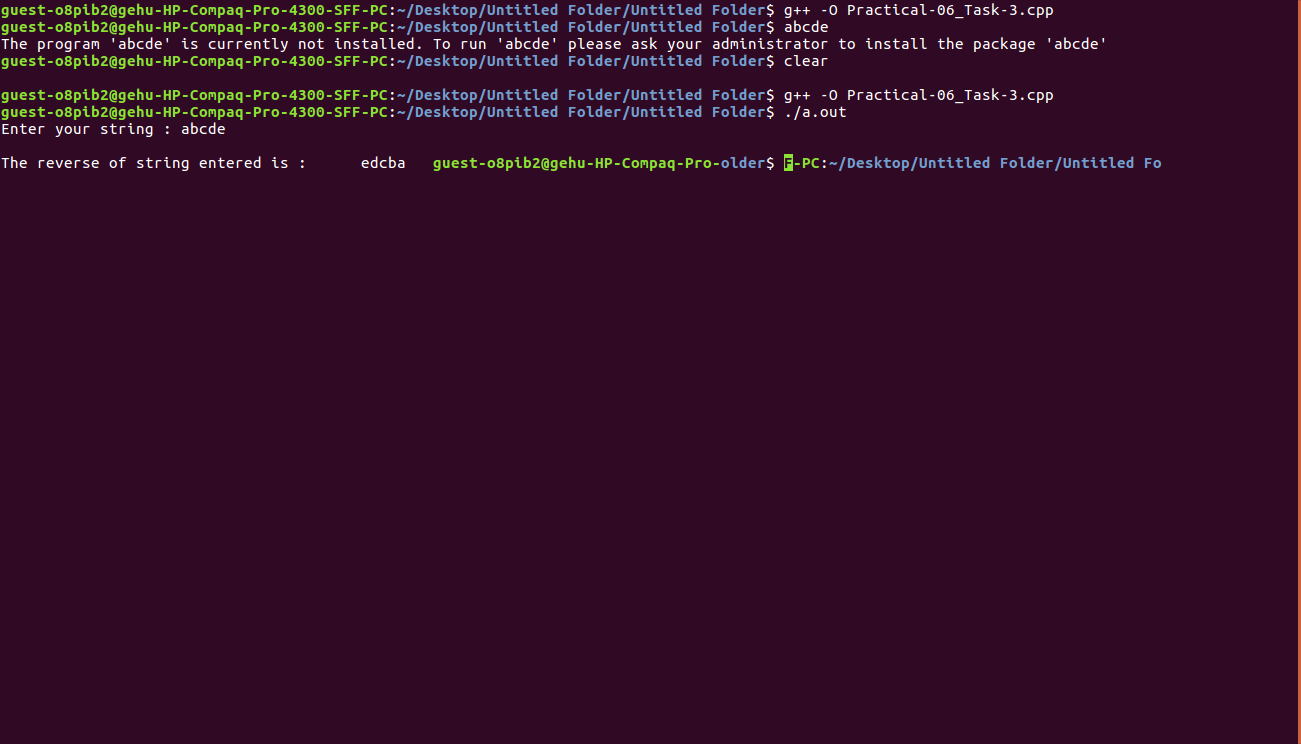 guest-o8pib2@gehu-HP-Compaq-Pro-4300-SFF-PC:~/Desktop/Untitled Folder/Untitled Folder$ g++ -O Practical-06_Task-3.cpp
guest-o8pib2@gehu-HP-Compaq-Pro-4300-SFF-PC:~/Desktop/Untitled Folder/Untitled Folder$ abcde
The program 'abcde' is currently not installed. To run 'abcde' please ask your administrator to install the package 'abcde'
guest-o8pib2@gehu-HP-Compaq-Pro-4300-SFF-PC:~/Desktop/Untitled Folder/Untitled Folder$ clear
guest-o8pib2@gehu-HP-Compaq-Pro-4300-SFF-PC:~/Desktop/Untitled Folder/Untitled Folder$ g++ -O Practical-06_Task-3.cpp
guest-o8pib2@gehu-HP-Compaq-Pro-4300-SFF-PC:~/Desktop/Untitled Folder/Untitled Folder$ ./a.out
Enter your string : abcde
The reverse of string entered is :      edcba   guest-o8pib2@gehu-HP-Compaq-Pro-older$ F-PC:~/Desktop/Untitled Folder/Untitled Fo